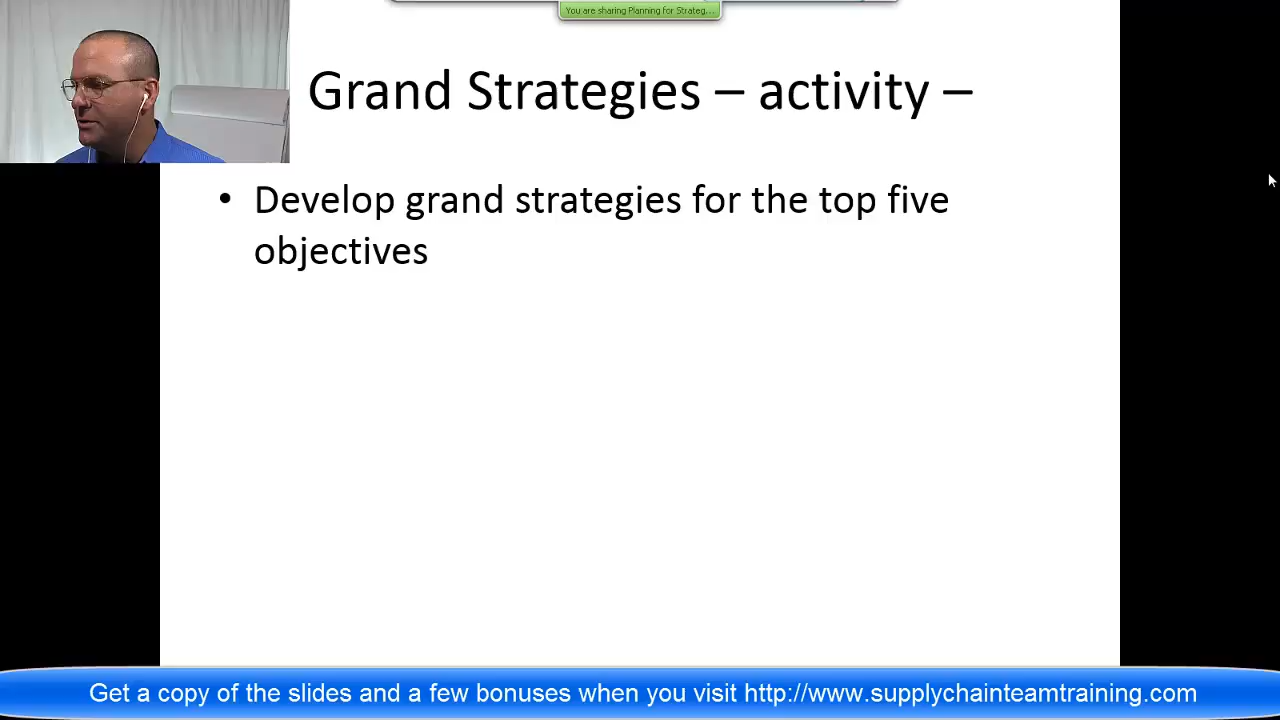 You are sharing Planning for Strateg...
Grand Strategies – activity –
• Develop grand strategies for the top five
objectives
Get a copy of the slides and a few bonuses when you visit http://www.supplychainteamtraining.com